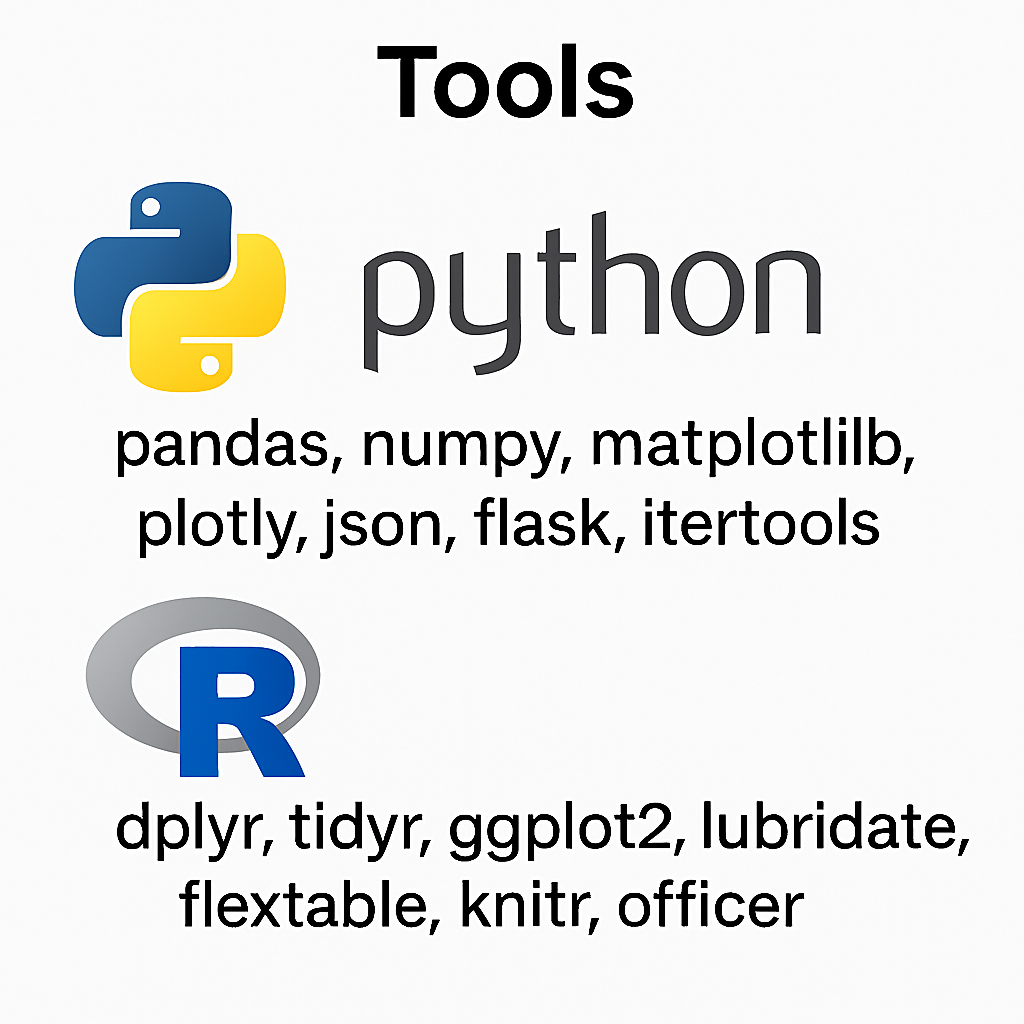 Tools
python
pandas, numpy, matplotlilb,
plotly, json, flask, itertools
R
dplyr, tidyr, ggplot2, lubridate,
flextable, knitr, officer